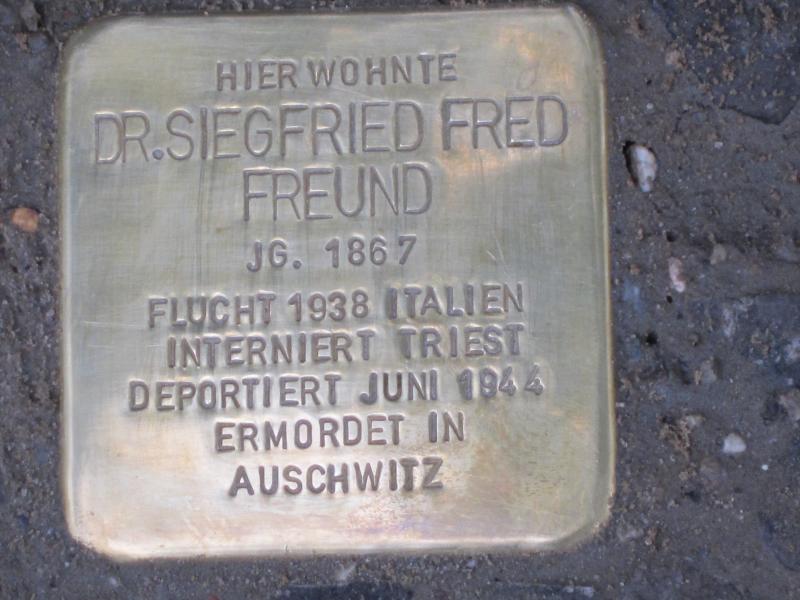 HIER WOHNTE
DR. SIEGFRIED FRED
FREUND
JG. 1867
FLUCHT 1938 ITALIEN
INTERNIERT TRIEST
DEPORTIERT JUNI 1944
ERMORDET IN
AUSCHWITZ